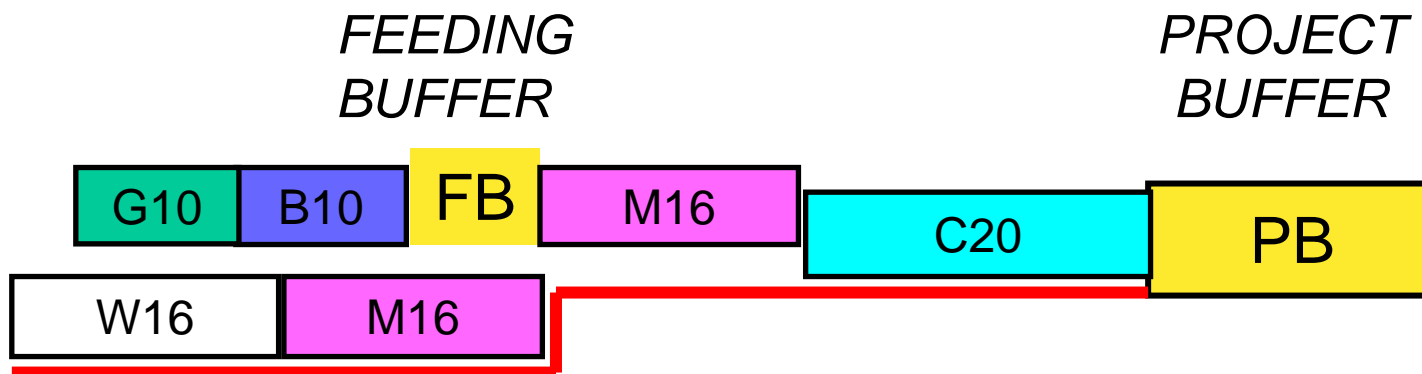 FEEDING
BUFFER
PROJECT
BUFFER
G10
B10
FB
M16
C20
PB
W16
M16